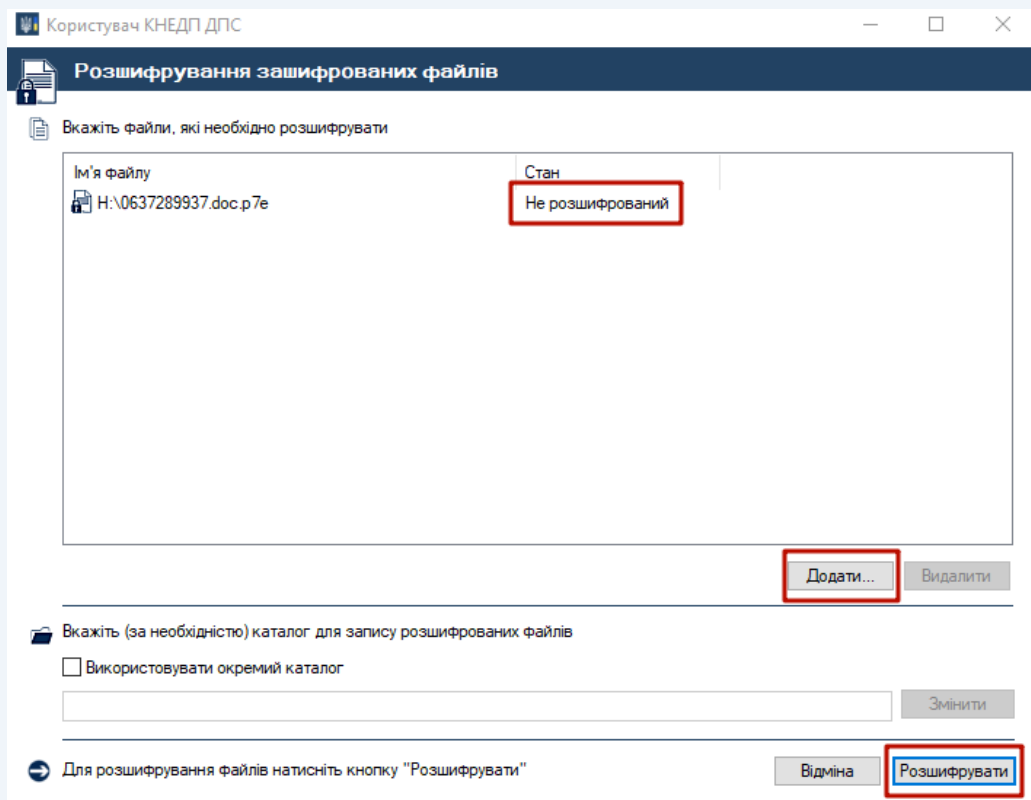 Користувач КНЕДП ДПС
Розшифрування зашифрованих файлів
Вкажіть файли, які необхідно розшифрувати
Ім'я файлу Стан
H:\0637289937.doc.p7e Не розшифрований
Додати... Видалити
Вкажіть (за необхідністю) каталог для запису розшифрованих файлів
Використовувати окремий каталог
Змінити
Для розшифрування файлів натисніть кнопку "Розшифрувати" Відміна Розшифрувати